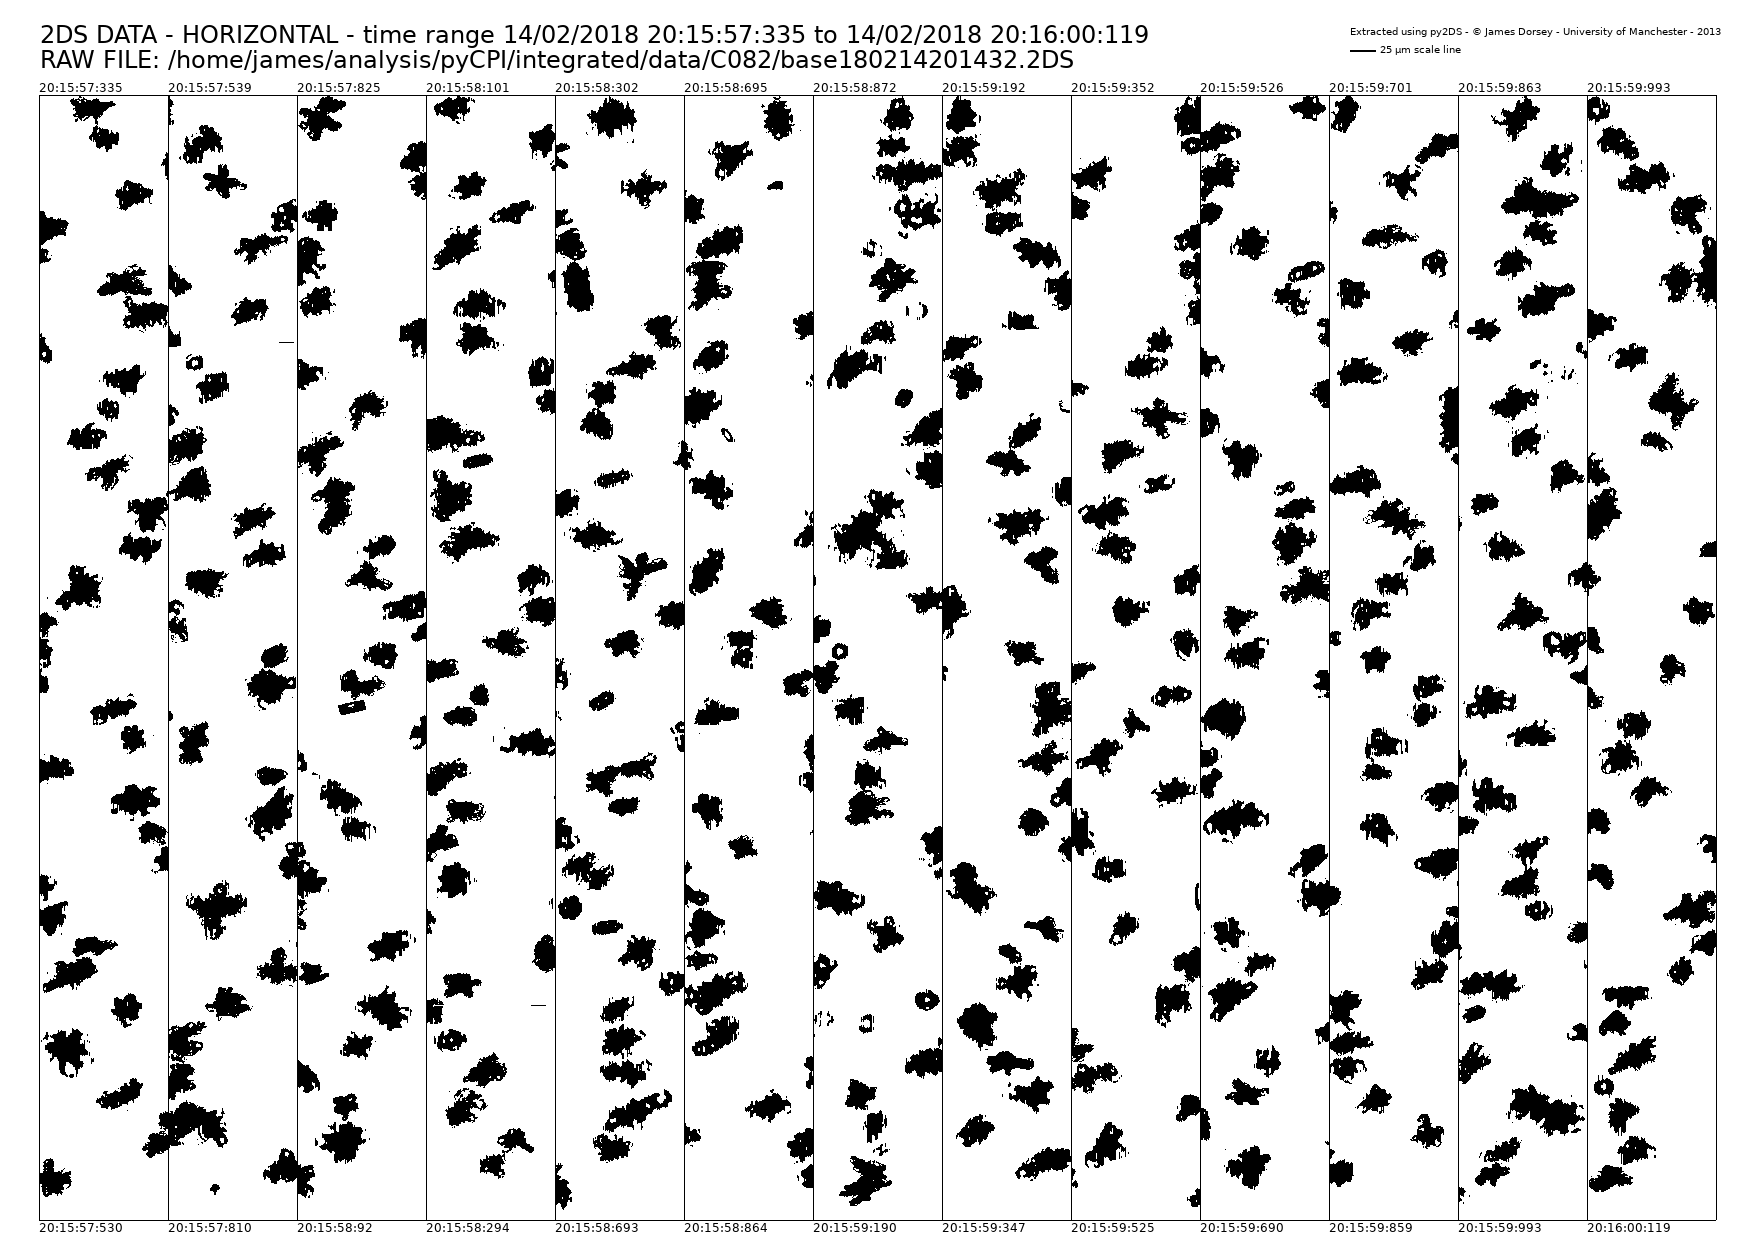 2DS DATA - HORIZONTAL - time range 14/02/2018 20:15:57:335 to 14/02/2018 20:16:00:119
RAW FILE: /home/james/analysis/pyCPI/integrated/data/C082/base180214201432.2DS
Extracted using py2DS - © James Dorsey - University of Manchester - 2013
25 µm scale line
20:15:57:335 20:15:57:539 20:15:57:825 20:15:58:101 20:15:58:302 20:15:58:695 20:15:58:872 20:15:59:192 20:15:59:352 20:15:59:526 20:15:59:701 20:15:59:863 20:15:59:993
20:15:57:530 20:15:57:810 20:15:58:92 20:15:58:294 20:15:58:693 20:15:58:864 20:15:59:190 20:15:59:347 20:15:59:525 20:15:59:690 20:15:59:859 20:15:59:993 20:16:00:119